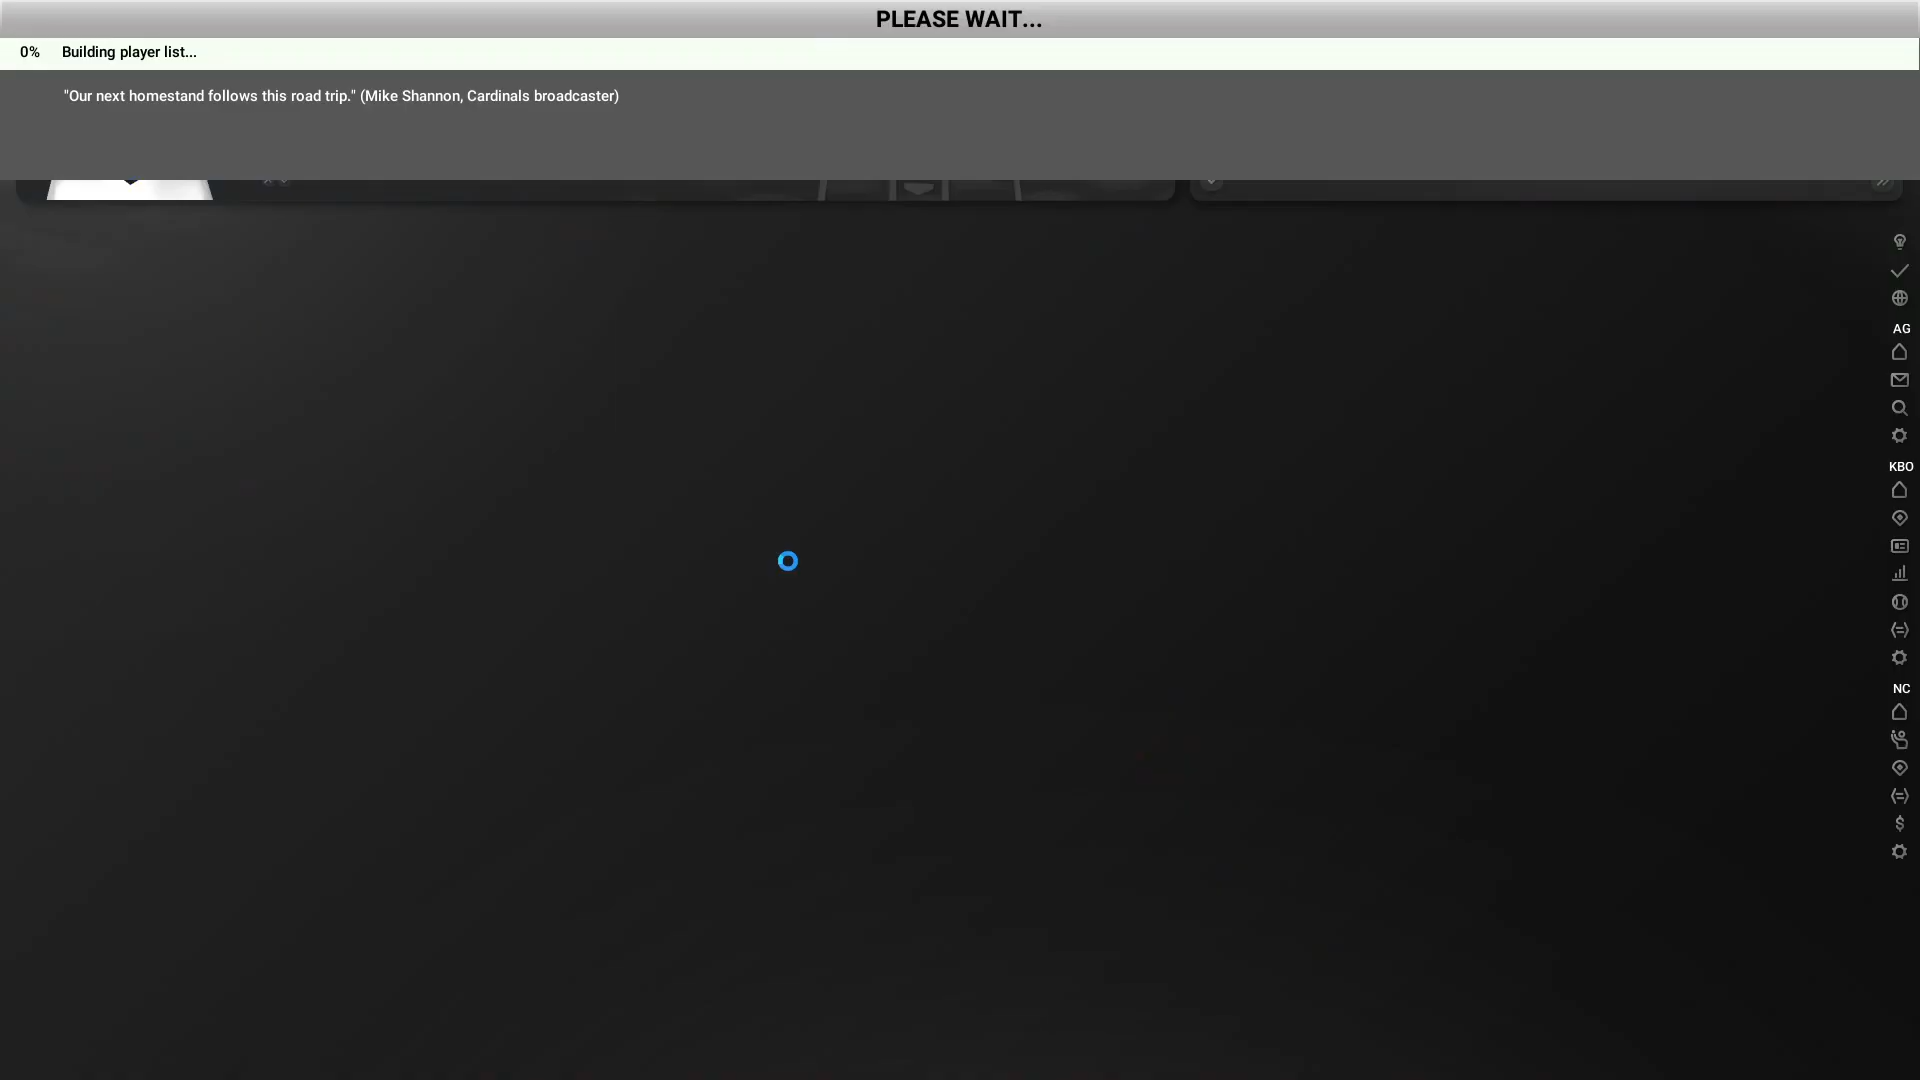 PLEASE WAIT...
0% Building player list...
"Our next homestand follows this road trip." (Mike Shannon, Cardinals broadcaster)
AG
KBO
NC